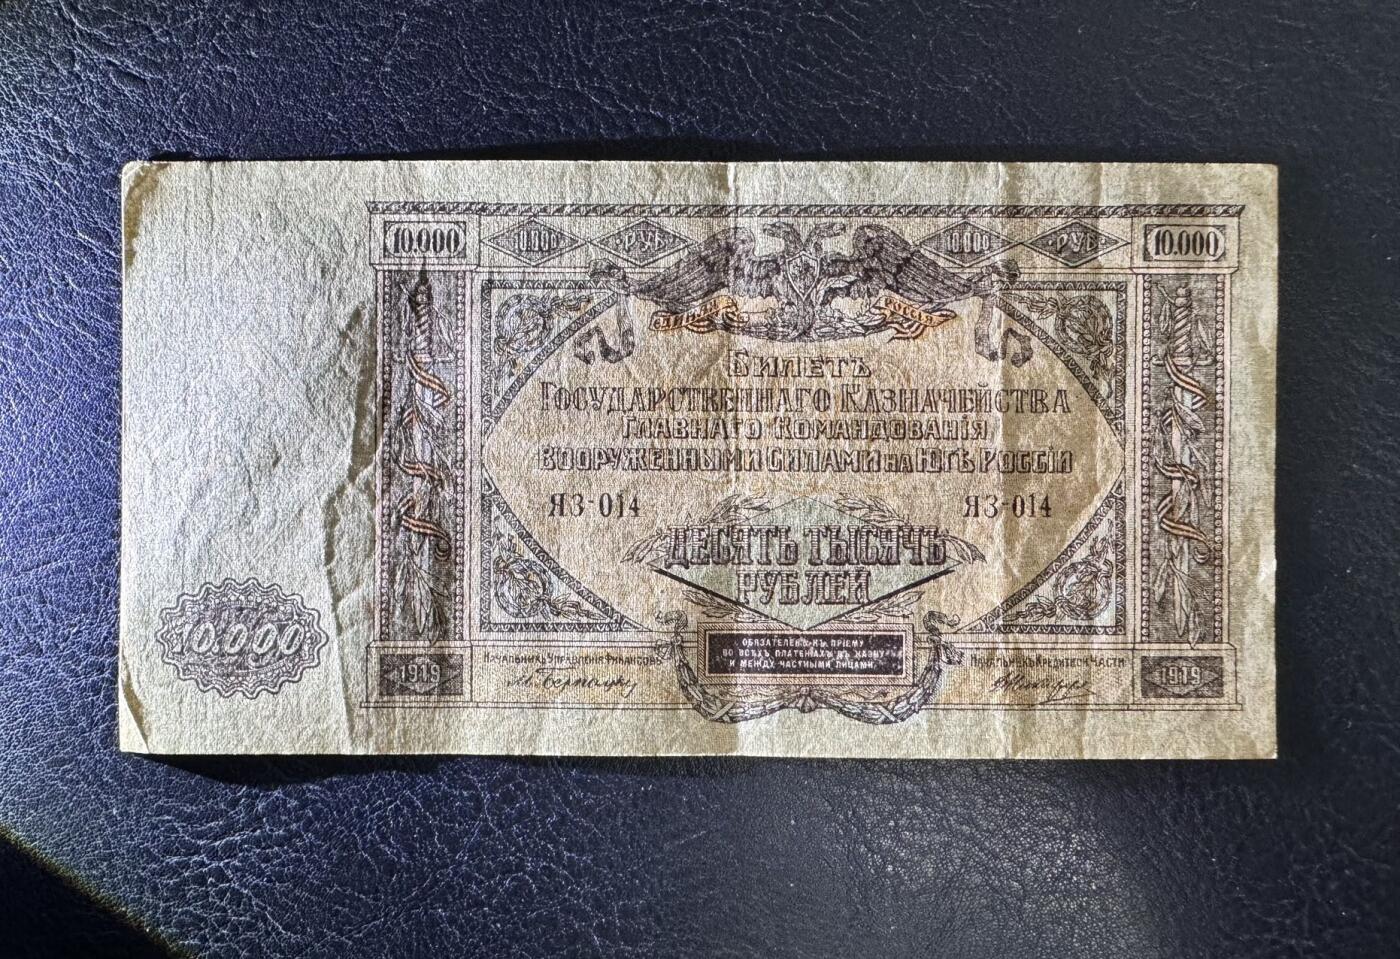 10.000 10.000 РУБ 10.000 РУБ 10.000
ЕДИНАЯ РОССІЯ
БИЛЕТЪ
ГОСУДАРСТВЕННАГО КАЗНАЧЕЙСТВА
ГЛАВНАГО КОМАНДОВАНІЯ
ВООРУЖЕННЫМИ СИЛАМИ НА ЮГѢ РОССІИ
ЯЗ-014 ЯЗ-014
ДЕСЯТЬ ТЫСЯЧЪ
РУБЛЕЙ
10.000
ОБЯЗАТЕЛЕНЪ КЪ ПРІЕМУ
ВО ВСѢХЪ ПЛАТЕЖАХЪ ВЪ КАЗНУ
И МЕЖДУ ЧАСТНЫМИ ЛИЦАМИ.
1919 НАЧАЛЬНИКЪ УПРАВЛЕНІЯ ФИНАНСОВЪ НАЧАЛЬНИКЪ КРЕДИТНОЙ ЧАСТИ 1919